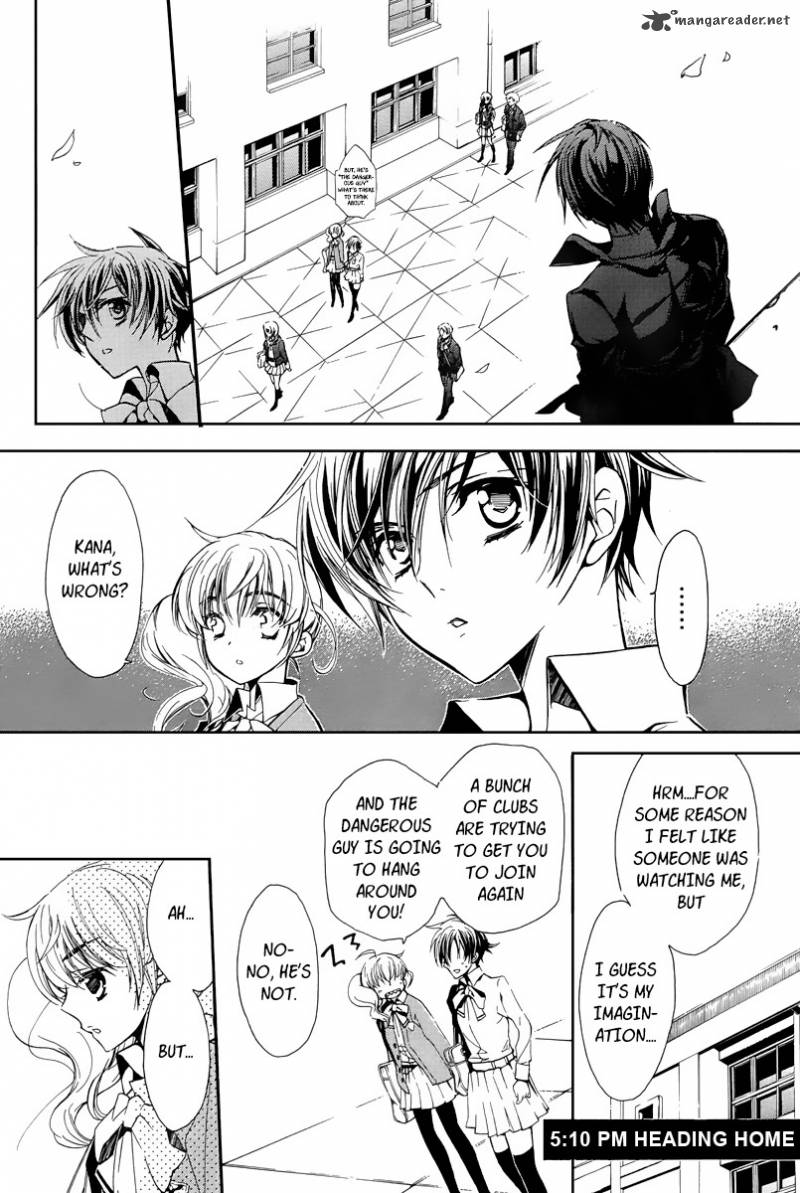 mangareader.net
BUT, HE'S
"THE DANGER-
OUS GUY"
WHAT'S THERE
TO THINK
ABOUT.
......
KANA,
WHAT'S
WRONG?
HRM....FOR
SOME REASON
I FELT LIKE
SOMEONE WAS
WATCHING ME,
BUT
I GUESS
IT'S MY
IMAGIN-
ATION....
5:10 PM HEADING HOME
A BUNCH
OF CLUBS
ARE TRYING
TO GET YOU
TO JOIN
AGAIN
AND THE
DANGEROUS
GUY IS GOING
TO HANG
AROUND
YOU!
NO-
NO, HE'S
NOT.
AH...
BUT...